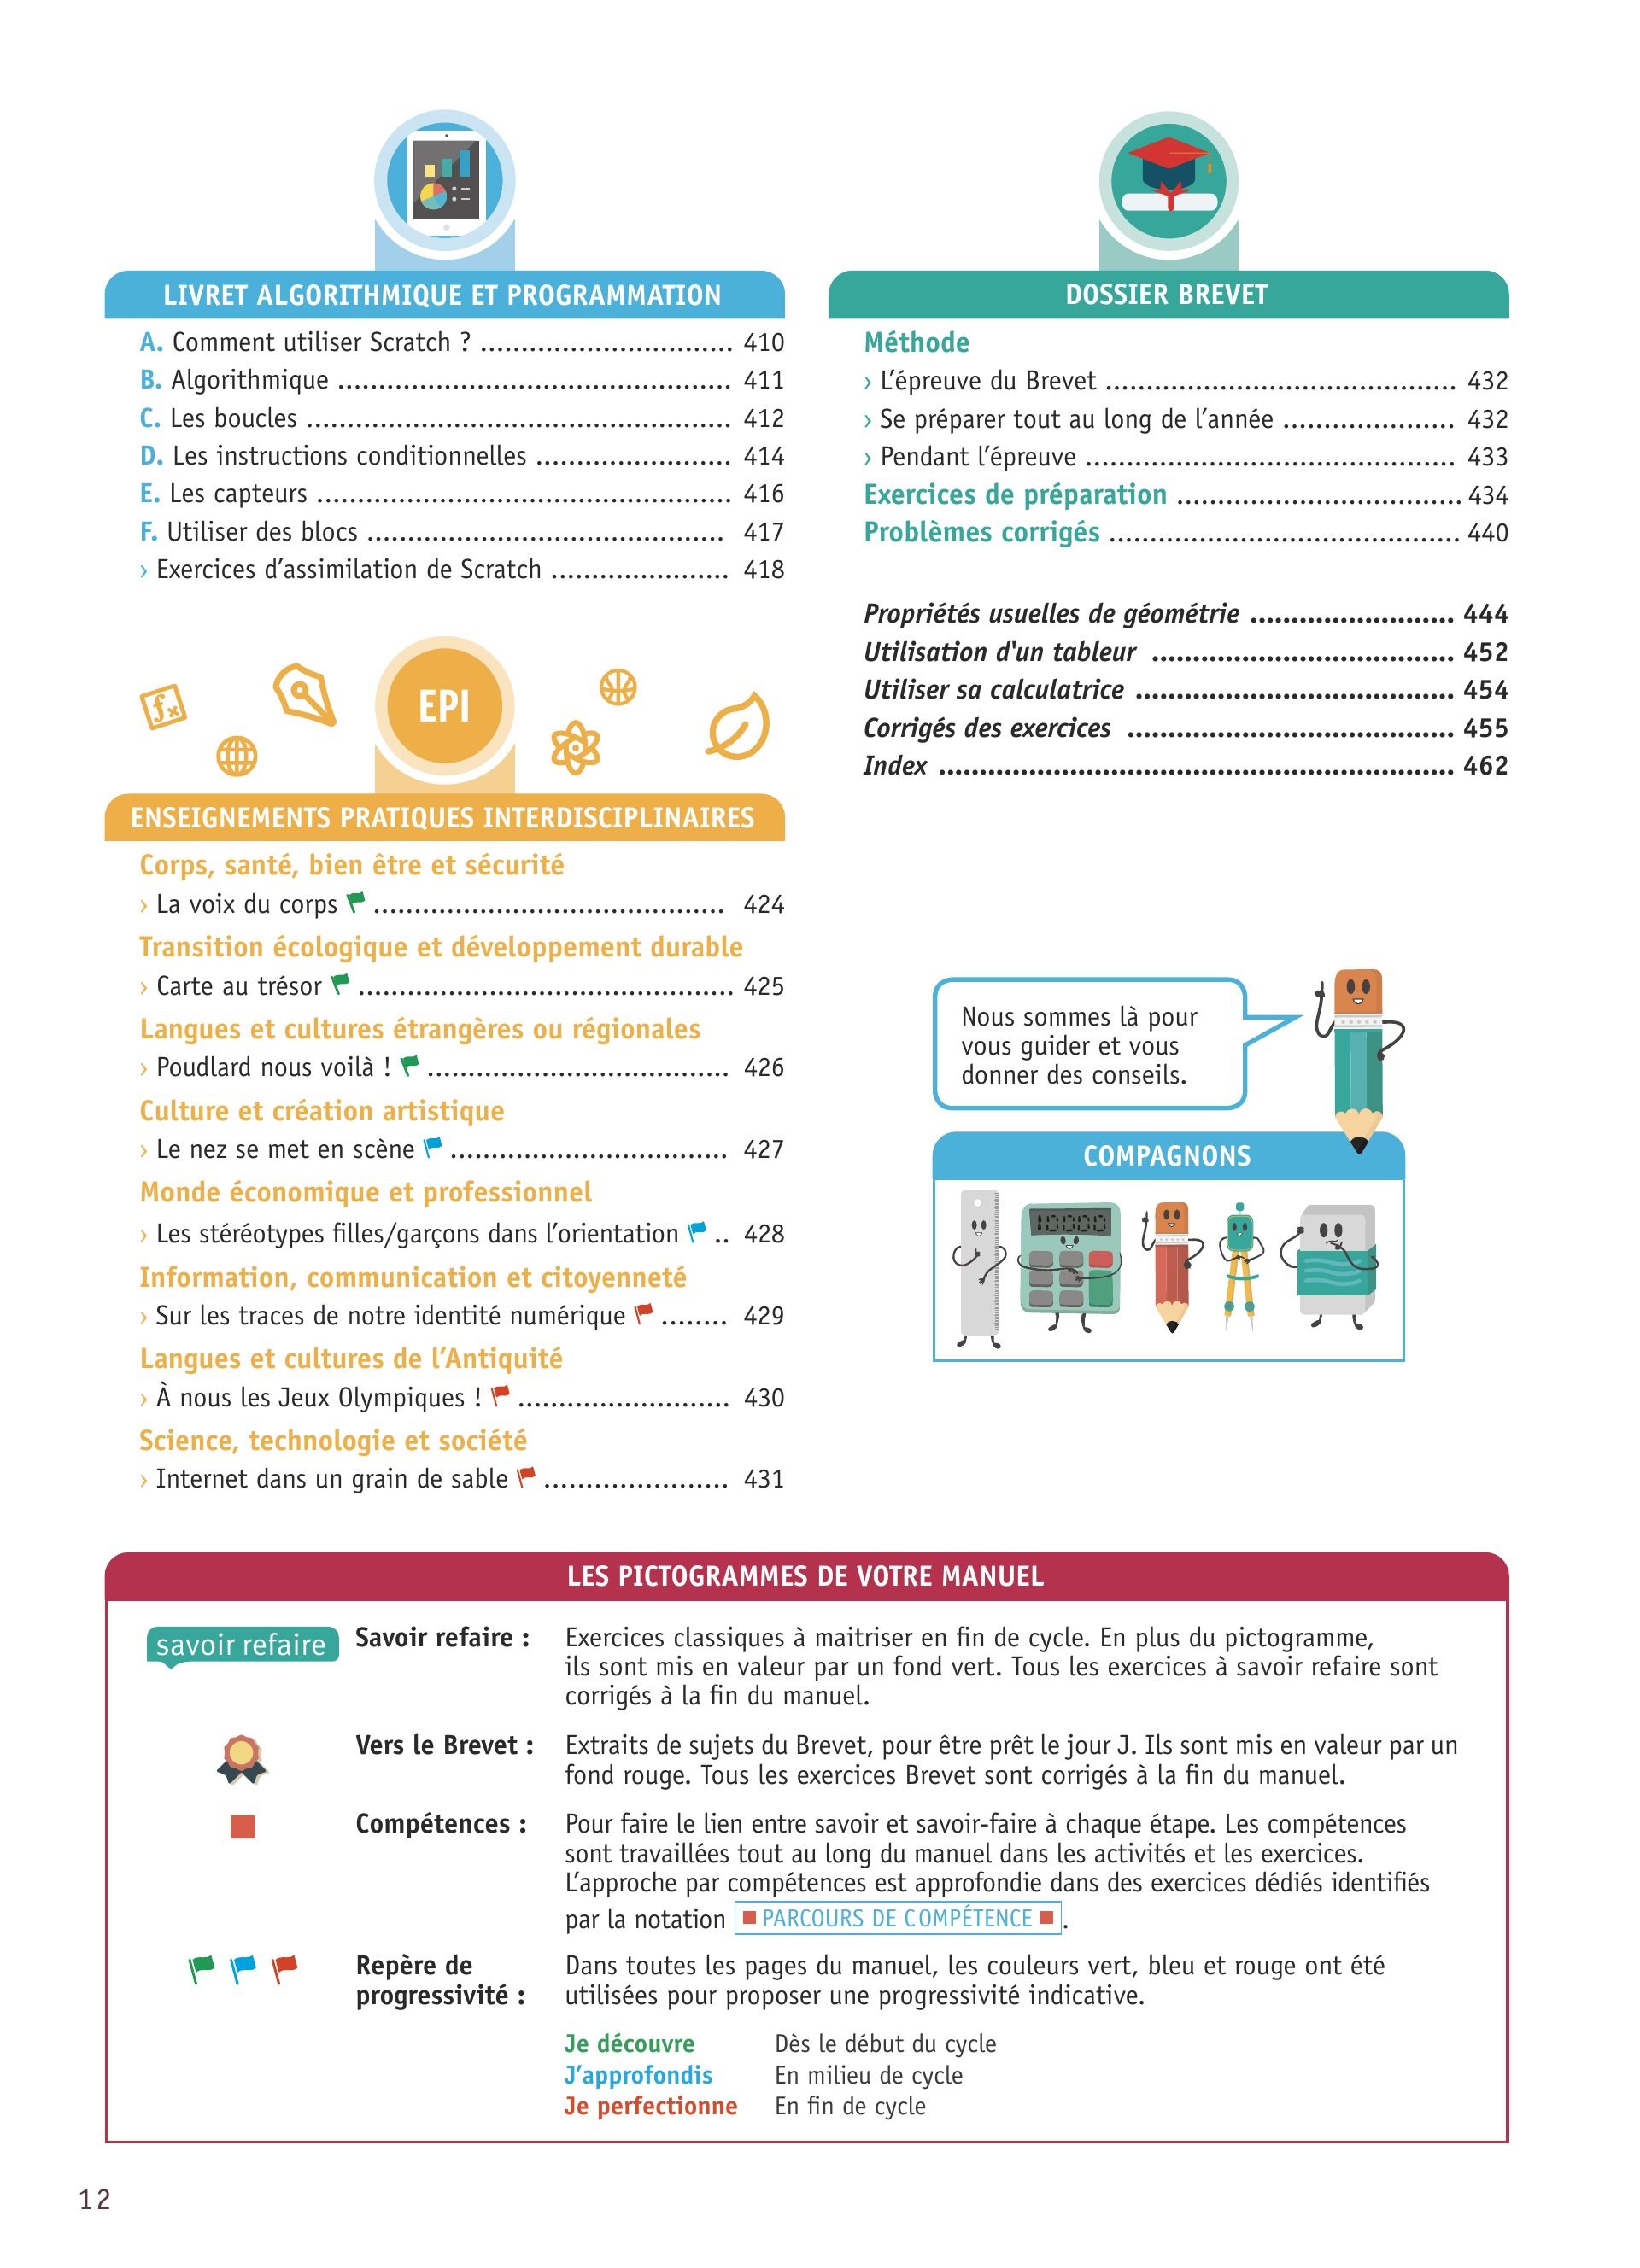 LIVRET ALGORITHMIQUE ET PROGRAMMATION
A. Comment utiliser Scratch ? ............................... 410
B. Algorithmique ................................................ 411
C. Les boucles .................................................... 412
D. Les instructions conditionnelles ........................ 414
E. Les capteurs ................................................... 416
F. Utiliser des blocs ............................................ 417
› Exercices d’assimilation de Scratch ...................... 418
EPI
ENSEIGNEMENTS PRATIQUES INTERDISCIPLINAIRES
Corps, santé, bien être et sécurité
› La voix du corps ........................................... 424
Transition écologique et développement durable
› Carte au trésor .............................................. 425
Langues et cultures étrangères ou régionales
› Poudlard nous voilà ! ..................................... 426
Culture et création artistique
› Le nez se met en scène .................................. 427
Monde économique et professionnel
› Les stéréotypes filles/garçons dans l’orientation .. 428
Information, communication et citoyenneté
› Sur les traces de notre identité numérique ........ 429
Langues et cultures de l’Antiquité
› À nous les Jeux Olympiques ! .......................... 430
Science, technologie et société
› Internet dans un grain de sable ....................... 431
DOSSIER BREVET
Méthode
› L’épreuve du Brevet ........................................... 432
› Se préparer tout au long de l’année ..................... 432
› Pendant l’épreuve ............................................. 433
Exercices de préparation ................................... 434
Problèmes corrigés ........................................... 440
Propriétés usuelles de géométrie ......................... 444
Utilisation d'un tableur ..................................... 452
Utiliser sa calculatrice ....................................... 454
Corrigés des exercices ........................................ 455
Index ............................................................... 462
Nous sommes là pour
vous guider et vous
donner des conseils.
COMPAGNONS
10000
LES PICTOGRAMMES DE VOTRE MANUEL
savoir refaire Savoir refaire : Exercices classiques à maitriser en fin de cycle. En plus du pictogramme,
ils sont mis en valeur par un fond vert. Tous les exercices à savoir refaire sont
corrigés à la fin du manuel.
Vers le Brevet : Extraits de sujets du Brevet, pour être prêt le jour J. Ils sont mis en valeur par un
fond rouge. Tous les exercices Brevet sont corrigés à la fin du manuel.
Compétences : Pour faire le lien entre savoir et savoir-faire à chaque étape. Les compétences
sont travaillées tout au long du manuel dans les activités et les exercices.
L’approche par compétences est approfondie dans des exercices dédiés identifiés
par la notation ■ PARCOURS DE COMPÉTENCE ■ .
Repère de Dans toutes les pages du manuel, les couleurs vert, bleu et rouge ont été
progressivité : utilisées pour proposer une progressivité indicative.
Je découvre Dès le début du cycle
J’approfondis En milieu de cycle
Je perfectionne En fin de cycle
12